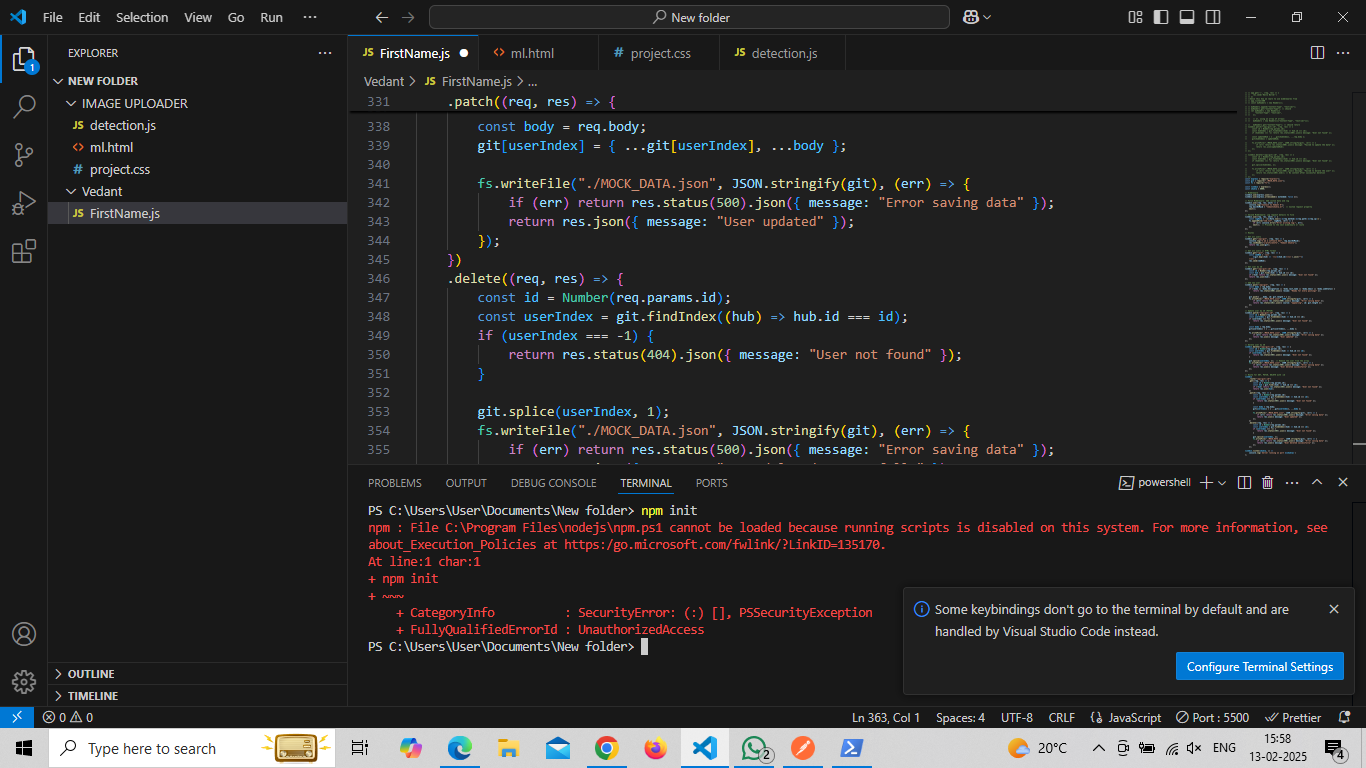 File Edit Selection View Go Run ··· New folder
EXPLORER ···
NEW FOLDER
IMAGE UPLOADER
JS detection.js
<> ml.html
# project.css
Vedant
JS FirstName.js
OUTLINE
TIMELINE
1
JS FirstName.js ●
<> ml.html
# project.css
JS detection.js
Vedant > JS FirstName.js > ...
331 .patch((req, res) => {
338 const body = req.body;
339 git[userIndex] = { ...git[userIndex], ...body };
340
341 fs.writeFile("./MOCK_DATA.json", JSON.stringify(git), (err) => {
342 if (err) return res.status(500).json({ message: "Error saving data" });
343 return res.json({ message: "User updated" });
344 });
345 })
346 .delete((req, res) => {
347 const id = Number(req.params.id);
348 const userIndex = git.findIndex((hub) => hub.id === id);
349 if (userIndex === -1) {
350 return res.status(404).json({ message: "User not found" });
351 }
352
353 git.splice(userIndex, 1);
354 fs.writeFile("./MOCK_DATA.json", JSON.stringify(git), (err) => {
355 if (err) return res.status(500).json({ message: "Error saving data" });
PROBLEMS OUTPUT DEBUG CONSOLE TERMINAL PORTS
powershell
PS C:\Users\User\Documents\New folder> npm init
npm : File C:\Program Files\nodejs\npm.ps1 cannot be loaded because running scripts is disabled on this system. For more information, see
about_Execution_Policies at https:/go.microsoft.com/fwlink/?LinkID=135170.
At line:1 char:1
+ npm init
+ ~~~
+ CategoryInfo : SecurityError: (:) [], PSSecurityException
+ FullyQualifiedErrorId : UnauthorizedAccess
PS C:\Users\User\Documents\New folder>
Some keybindings don't go to the terminal by default and are
handled by Visual Studio Code instead.
Configure Terminal Settings
0 0
Ln 363, Col 1 Spaces: 4 UTF-8 CRLF {} JavaScript Port : 5500 Prettier
Type here to search
2
20°C
ENG
15:58
13-02-2025
4